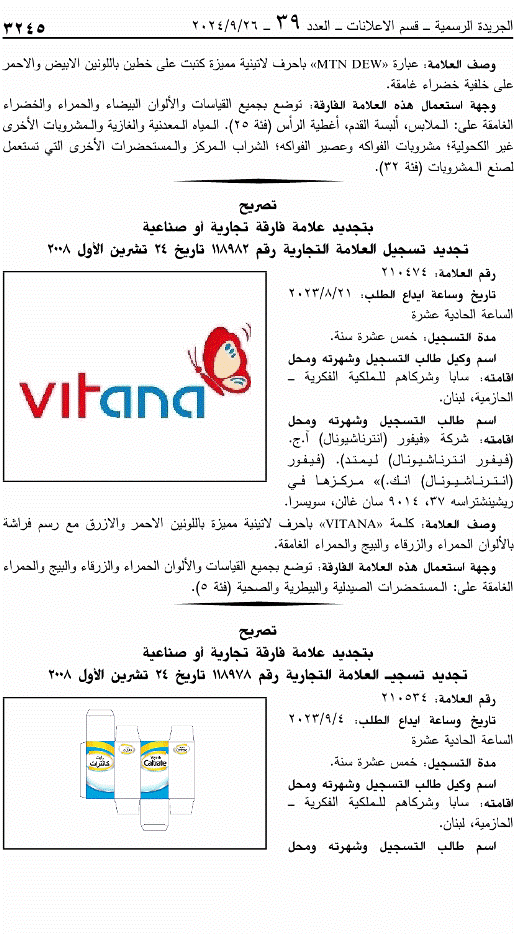 الجريدة الرسمية ــ قسم الاعلانات ــ العدد ٣٩ ــ ٢٠٢٤/٩/٢٦
٣٢٤٥
وصف العلامة: عبارة «MTN DEW» باحرف لاتينية مميزة كتبت على خطين باللونين الابيض والاحمر
على خلفية خضراء غامقة.
وجهة استعمال هذه العلامة الفارقة: توضع بجميع القياسات والألوان البيضاء والحمراء والخضراء
الغامقة على: الملابس، ألبسة القدم، أغطية الرأس (فئة ٢٥). المياه المعدنية والغازية والمشروبات الأخرى
غير الكحولية؛ مشروبات الفواكه وعصير الفواكه؛ الشراب المركز والمستحضرات الأخرى التي تستعمل
لصنع المشروبات (فئة ٣٢).
تصريح
بتجديد علامة فارقة تجارية أو صناعية
تجديد تسجيل العلامة التجارية رقم ١١٨٩٨٢ تاريخ ٢٤ تشرين الأول ٢٠٠٨
رقم العلامة: ٢١٠٤٧٤
تاريخ وساعة ايداع الطلب: ٢٠٢٣/٨/٢١
الساعة الحادية عشرة
مدة التسجيل: خمس عشرة سنة.
اسم وكيل طالب التسجيل وشهرته ومحل
اقامته: سابا وشركاهم للملكية الفكرية ــ
الحازمية، لبنان.
اسم طالب التسجيل وشهرته ومحل
اقامته: شركة «فيفور (انترناشيونال) آ.ج.
(فيفور انترناشيونال) ليمتد). (فيفور
(انترناشيونال) انك.)» مركزها في
ريشينشتراسه ٣٧، ٩٠١٤ سان غالن، سويسرا.
vitana
وصف العلامة: كلمة «VITANA» باحرف لاتينية مميزة باللونين الاحمر والازرق مع رسم فراشة
بالألوان الحمراء والزرقاء والبيج والحمراء الغامقة.
وجهة استعمال هذه العلامة الفارقة: توضع بجميع القياسات والألوان الحمراء والزرقاء والبيج والحمراء
الغامقة على: المستحضرات الصيدلية والبيطرية والصحية (فئة ٥).
تصريح
بتجديد علامة فارقة تجارية أو صناعية
تجديد تسجيـ العلامة التجارية رقم ١١٨٩٧٨ تاريخ ٢٤ تشرين الأول ٢٠٠٨
رقم العلامة: ٢١٠٥٣٤
تاريخ وساعة ايداع الطلب: ٢٠٢٣/٩/٤
الساعة الحادية عشرة
مدة التسجيل: خمس عشرة سنة.
اسم وكيل طالب التسجيل وشهرته ومحل
اقامته: سابا وشركاهم للملكية الفكرية ــ
الحازمية، لبنان.
اسم طالب التسجيل وشهرته ومحل
Caltrate